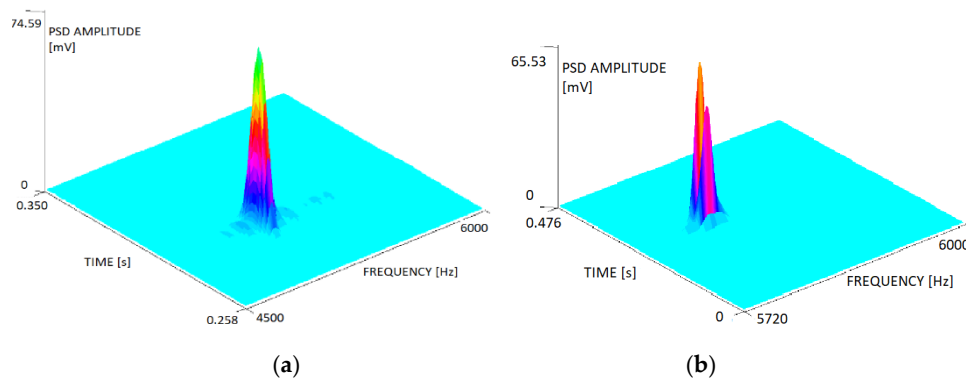 74.59
PSD AMPLITUDE
[mV]
0
0.350
TIME [s]
0.258
4500
FREQUENCY [Hz]
6000
(a)
65.53
PSD AMPLITUDE
[mV]
0
0.476
TIME [s]
0
5720
FREQUENCY [Hz]
6000
(b)